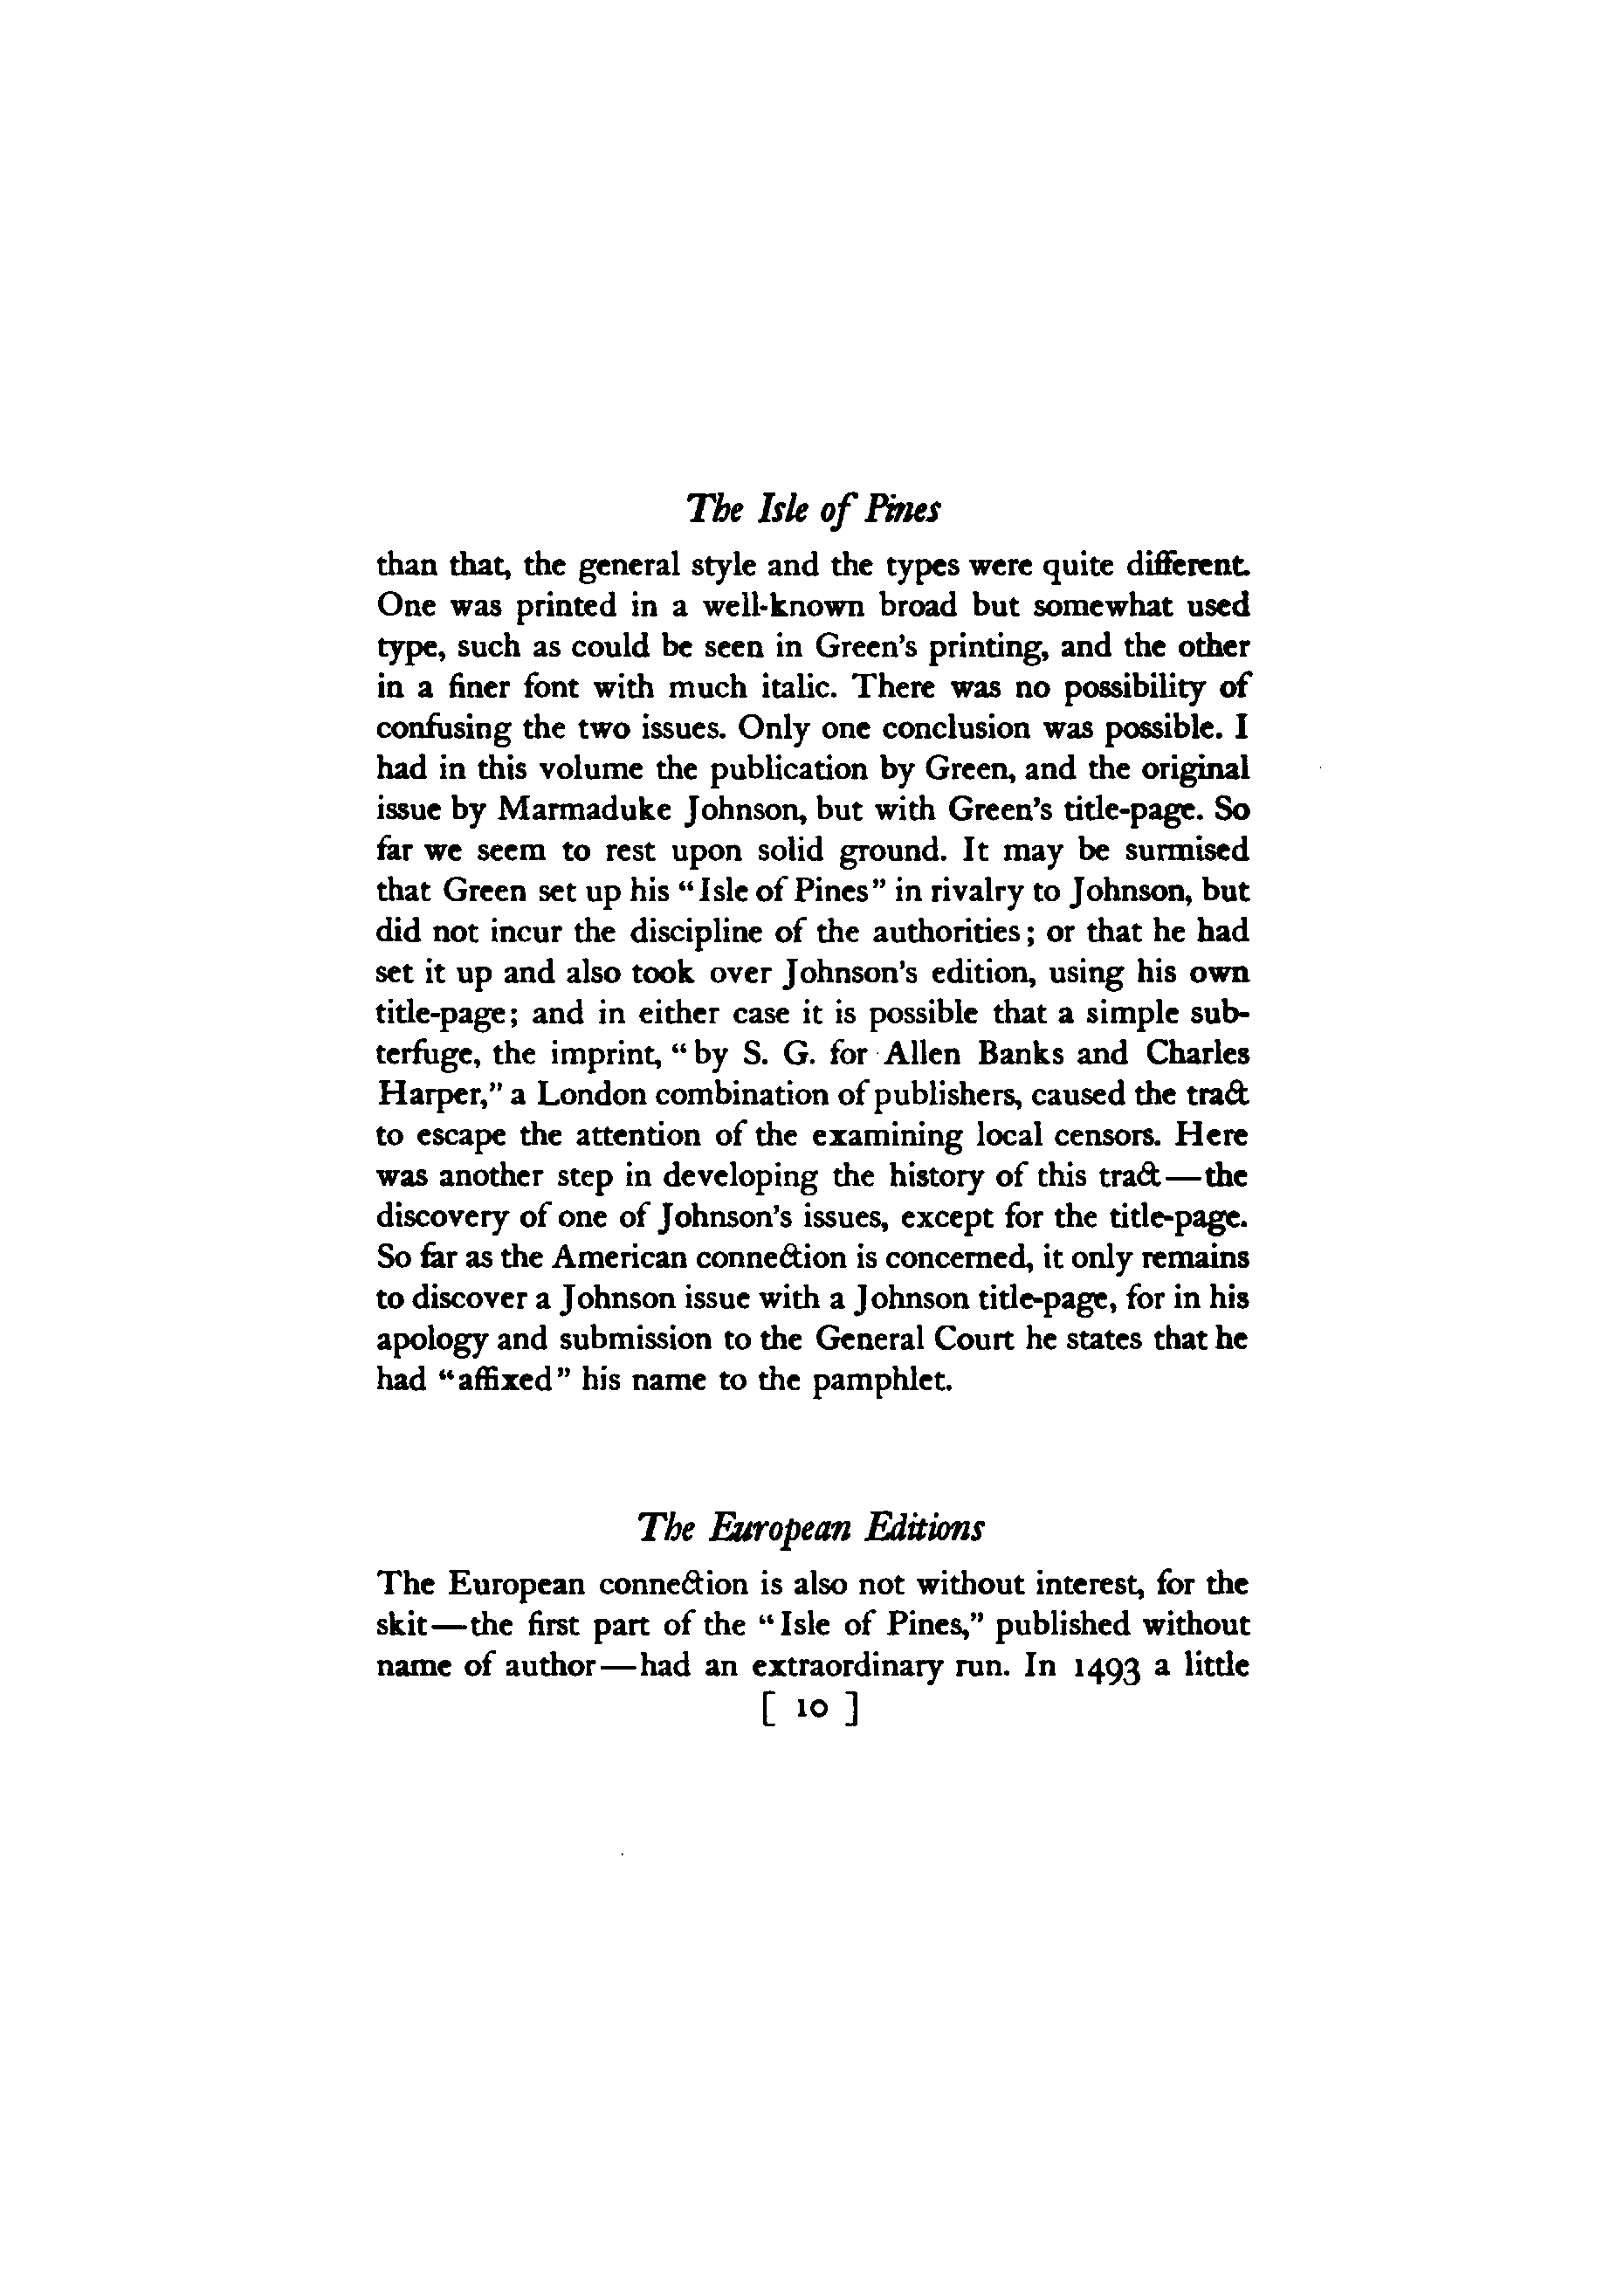 The Isle of Pines
than that, the general style and the types were quite different.
One was printed in a well-known broad but somewhat used
type, such as could be seen in Green's printing, and the other
in a finer font with much italic. There was no possibility of
confusing the two issues. Only one conclusion was possible. I
had in this volume the publication by Green, and the original
issue by Marmaduke Johnson, but with Green's title-page. So
far we seem to rest upon solid ground. It may be surmised
that Green set up his "Isle of Pines" in rivalry to Johnson, but
did not incur the discipline of the authorities; or that he had
set it up and also took over Johnson's edition, using his own
title-page; and in either case it is possible that a simple sub-
terfuge, the imprint, "by S. G. for Allen Banks and Charles
Harper," a London combination of publishers, caused the tract
to escape the attention of the examining local censors. Here
was another step in developing the history of this tract—the
discovery of one of Johnson's issues, except for the title-page.
So far as the American connection is concerned, it only remains
to discover a Johnson issue with a Johnson title-page, for in his
apology and submission to the General Court he states that he
had "affixed" his name to the pamphlet.
The European Editions
The European connection is also not without interest, for the
skit—the first part of the "Isle of Pines," published without
name of author—had an extraordinary run. In 1493 a little
[ 10 ]